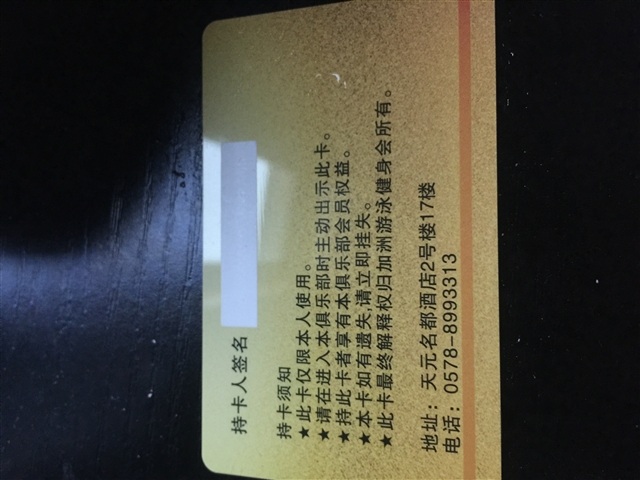 持卡人签名
持卡须知
★此卡仅限本人使用。
★请在进入本俱乐部时主动出示此卡。
★持此卡者享有本俱乐部会员权益。
★本卡如有遗失,请立即挂失。
★此卡最终解释权归加洲游泳健身会所有。
地址：天元名都酒店2号楼17楼
电话：0578-8993313